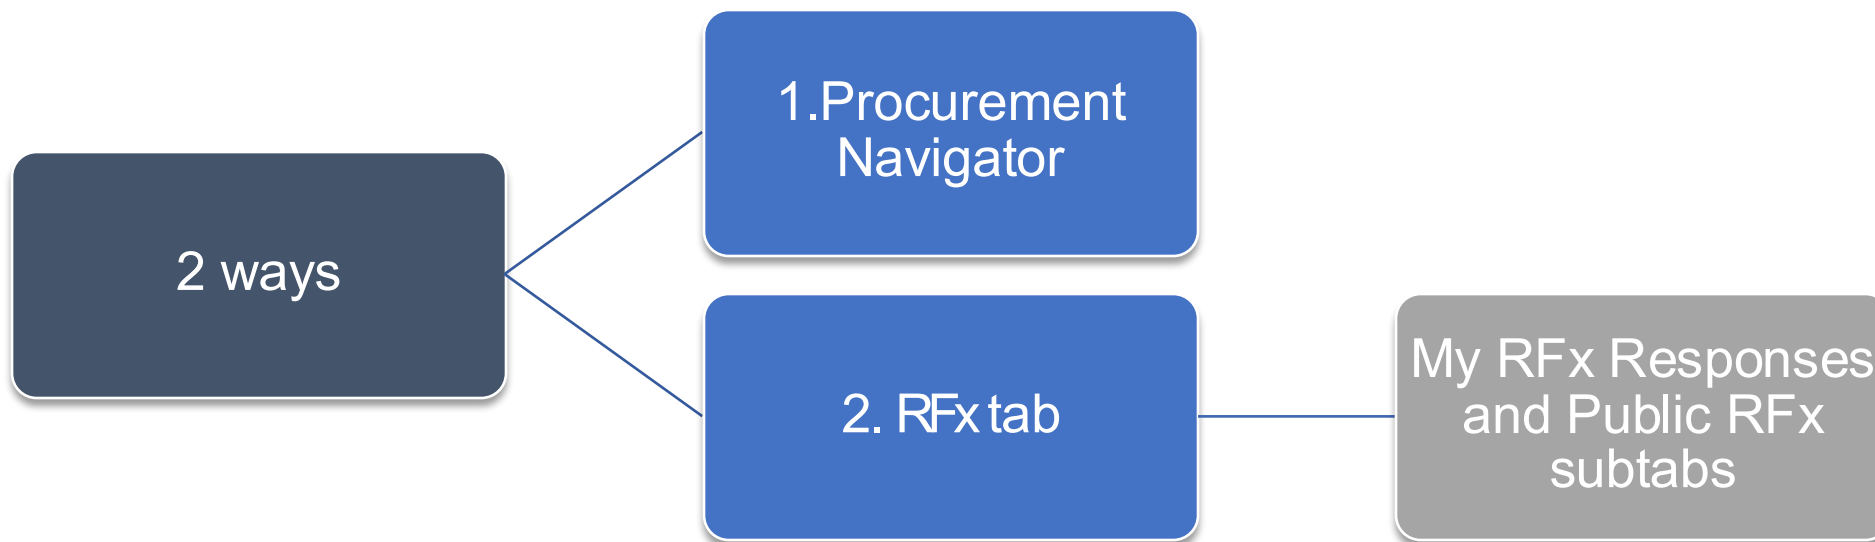 2 ways
1.Procurement
Navigator
2. RFx tab
My RFx Responses
and Public RFx
subtabs